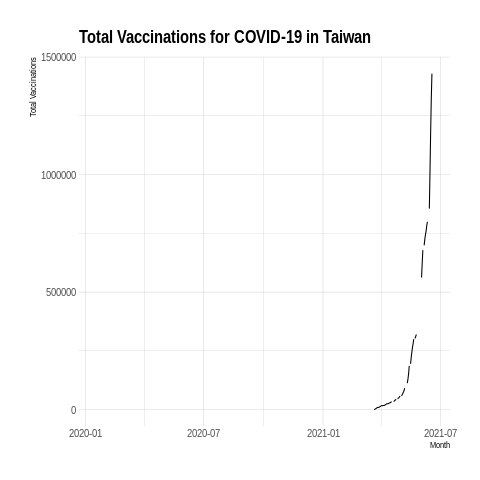 Total Vaccinations for COVID-19 in Taiwan
Total Vaccinations
1500000
1000000
500000
0
2020-01 2020-07 2021-01 2021-07
Month